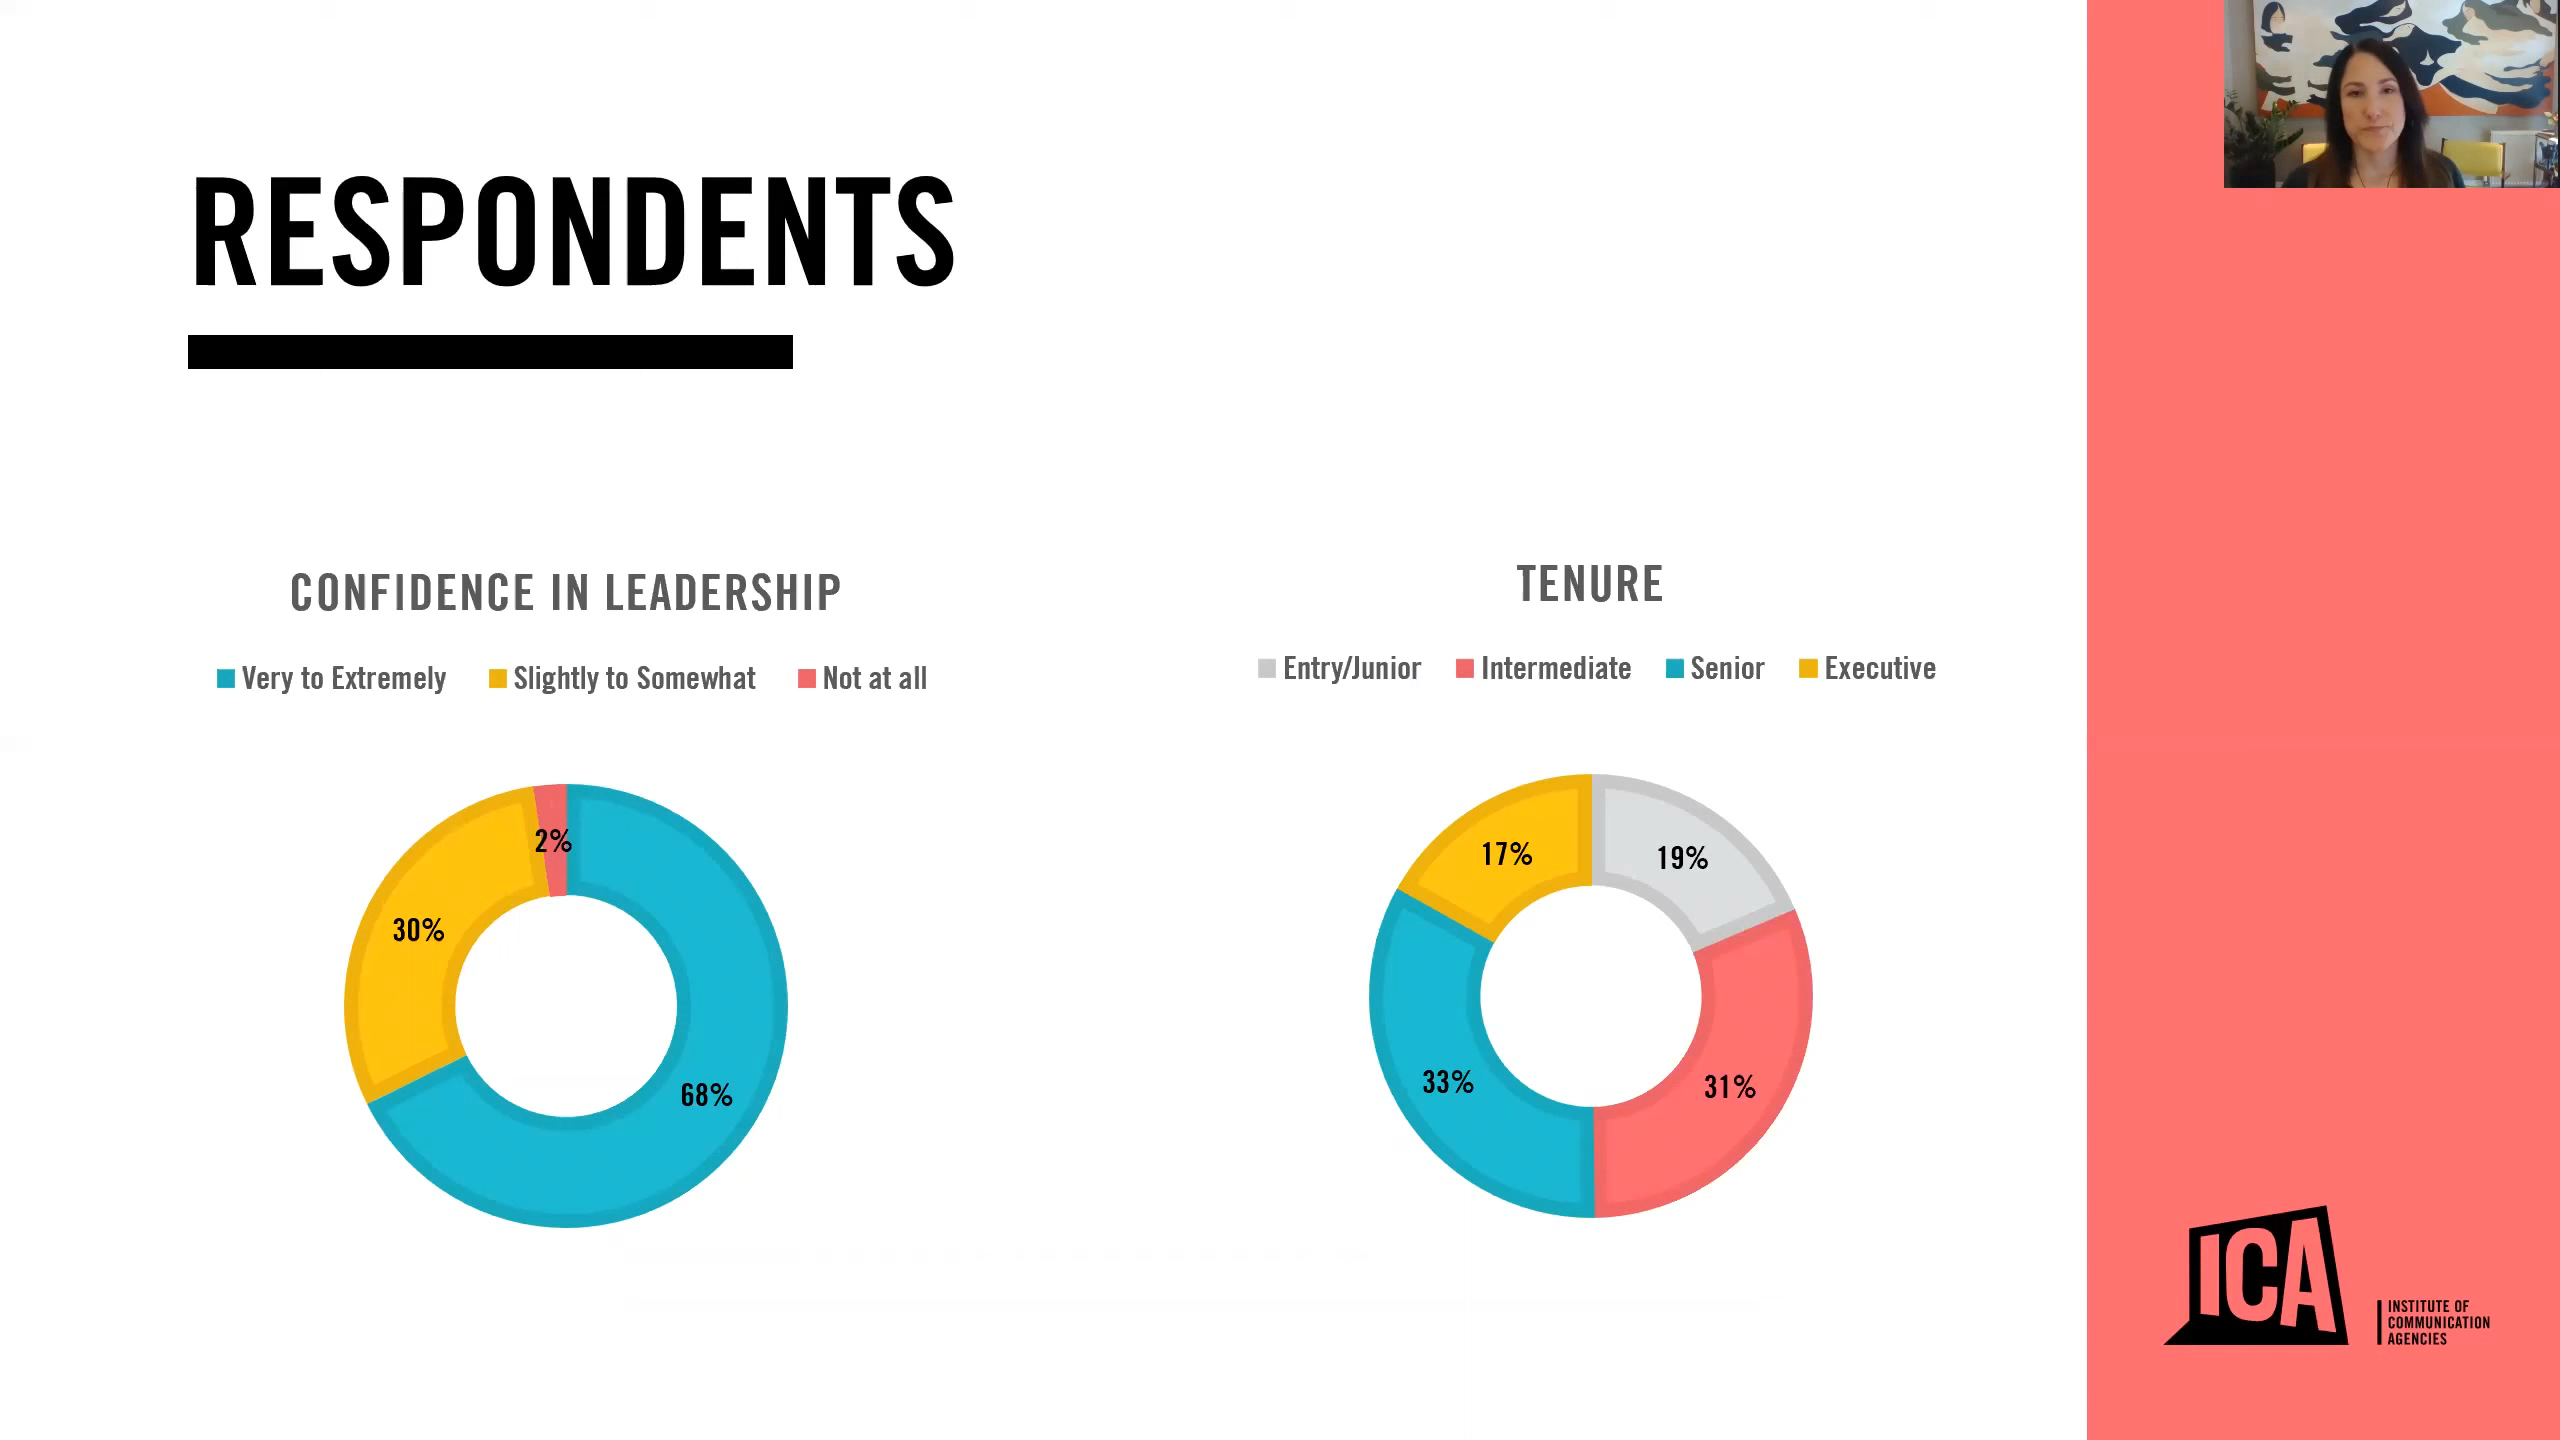 RESPONDENTS
CONFIDENCE IN LEADERSHIP
Very to Extremely Slightly to Somewhat Not at all
2%
30%
68%
TENURE
Entry/Junior Intermediate Senior Executive
17%
19%
33%
31%
ICA
INSTITUTE OF
COMMUNICATION
AGENCIES